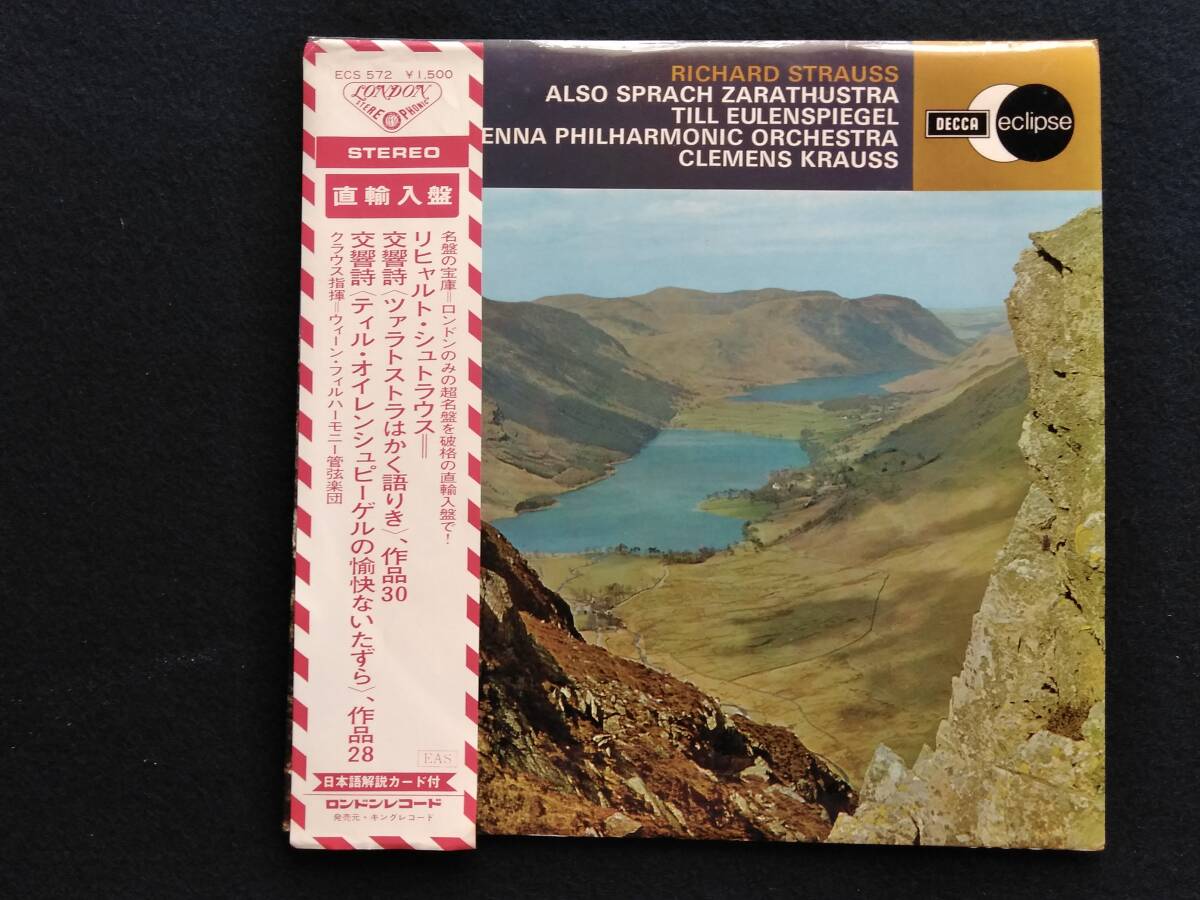 ECS 572 ¥1,500
LONDON
STEREOPHONIC
STEREO
直輸入盤
名盤の宝庫=ロンドンのみの超名盤を破格の直輸入盤で!
リヒャルト・シュトラウス=
交響詩〈ツァラトストラはかく語りき〉、作品30
交響詩〈ティル・オイレンシュピーゲルの愉快ないたずら〉、作品28
クラウス指揮=ウィーン・フィルハーモニー管弦楽団
EAS
日本語解説カード付
ロンドンレコード
発売元・キングレコード
RICHARD STRAUSS
ALSO SPRACH ZARATHUSTRA
TILL EULENSPIEGEL
ENNA PHILHARMONIC ORCHESTRA
CLEMENS KRAUSS
DECCA eclipse